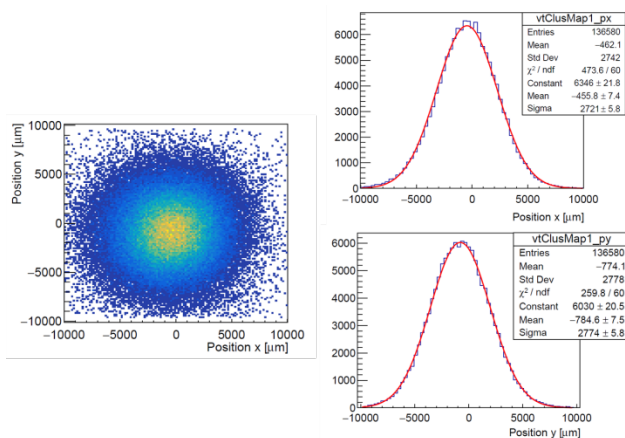 Position y [μm]
10000
5000
0
−5000
−10000
−10000 −5000 0 5000 10000
Position x [μm]
vtClusMap1_px
Entries 136580
Mean −462.1
Std Dev 2742
χ² / ndf 473.6 / 60
Constant 6346 ± 21.8
Mean −455.8 ± 7.4
Sigma 2721 ± 5.8
7000
6000
5000
4000
3000
2000
1000
0
−10000 −5000 0 5000 10000
Position x [μm]
vtClusMap1_py
Entries 136580
Mean −774.1
Std Dev 2778
χ² / ndf 259.8 / 60
Constant 6030 ± 20.5
Mean −784.6 ± 7.5
Sigma 2774 ± 5.8
6000
5000
4000
3000
2000
1000
0
−10000 −5000 0 5000 10000
Position y [μm]